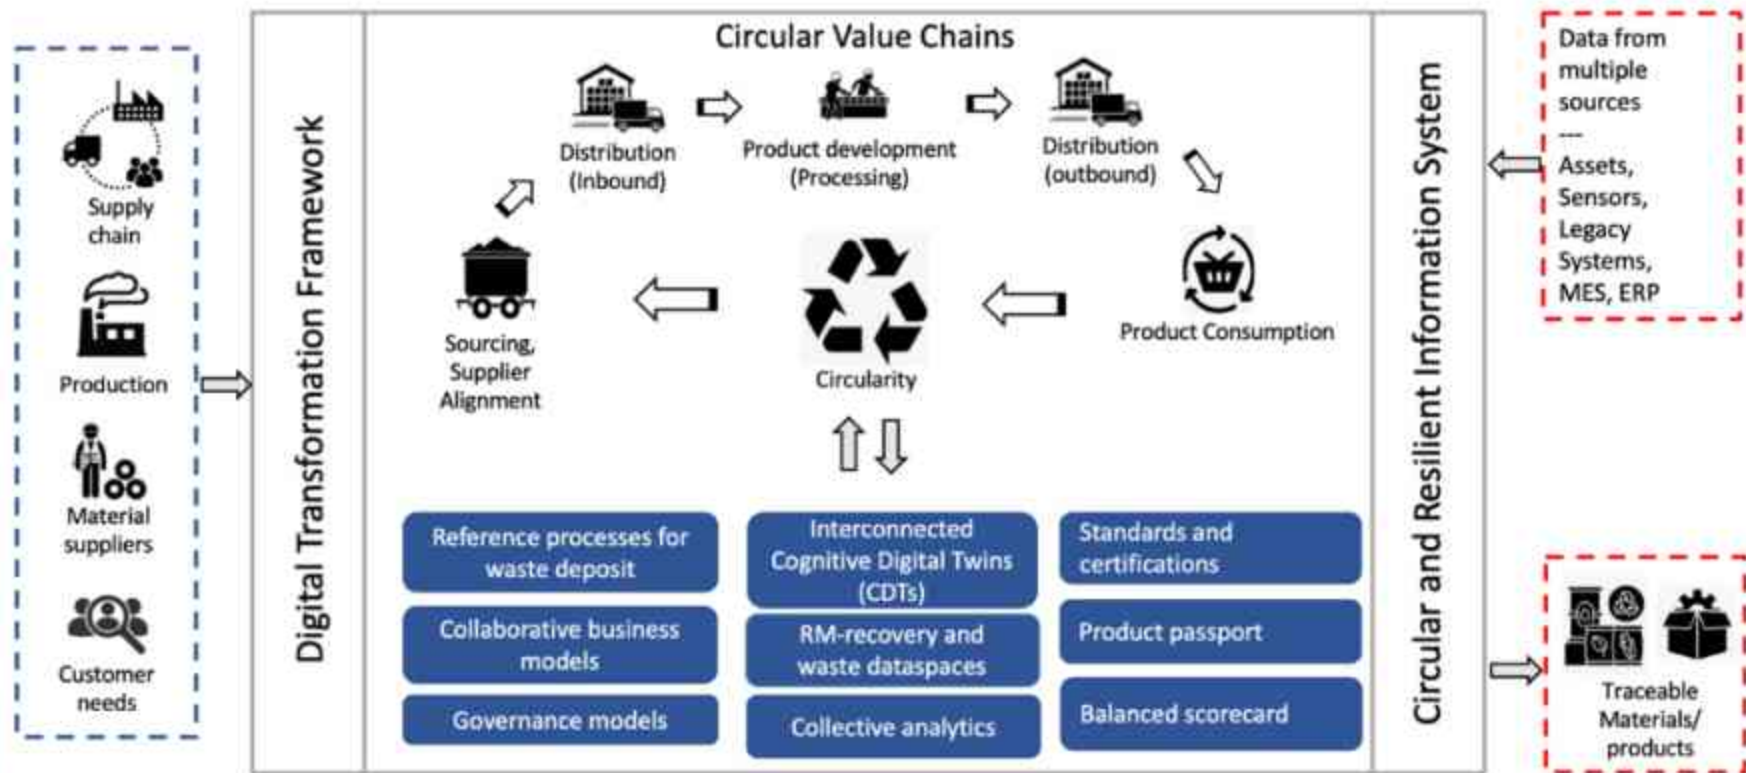 Supply
chain
Production
Material
suppliers
Customer
needs
Digital Transformation Framework
Circular Value Chains
Distribution
(Inbound)
Product development
(Processing)
Distribution
(outbound)
Sourcing,
Supplier
Alignment
Circularity
Product Consumption
Reference processes for
waste deposit
Collaborative business
models
Governance models
Interconnected
Cognitive Digital Twins
(CDTs)
RM-recovery and
waste dataspaces
Collective analytics
Standards and
certifications
Product passport
Balanced scorecard
Circular and Resilient Information System
Data from
multiple
sources
---
Assets,
Sensors,
Legacy
Systems,
MES, ERP
Traceable
Materials/
products